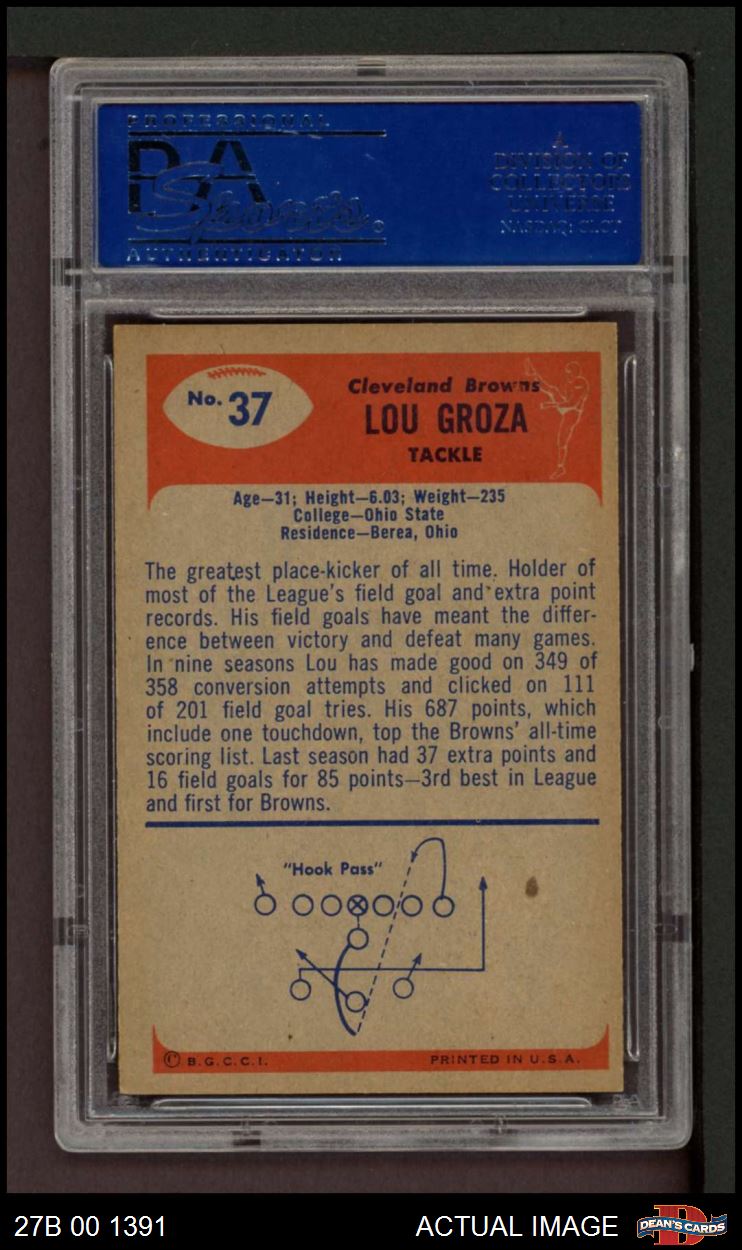 PROFESSIONAL
PSA
Sports
AUTHENTICATOR
A
DIVISION OF
COLLECTORS
UNIVERSE
NASDAQ: CLCT
No. 37
Cleveland Browns
LOU GROZA
TACKLE
Age—31; Height—6.03; Weight—235
College—Ohio State
Residence—Berea, Ohio
The greatest place-kicker of all time. Holder of
most of the League's field goal and extra point
records. His field goals have meant the differ-
ence between victory and defeat many games.
In nine seasons Lou has made good on 349 of
358 conversion attempts and clicked on 111
of 201 field goal tries. His 687 points, which
include one touchdown, top the Browns' all-time
scoring list. Last season had 37 extra points and
16 field goals for 85 points—3rd best in League
and first for Browns.
"Hook Pass"
© B.G.C.C.I.
PRINTED IN U.S.A.
27B 00 1391
ACTUAL IMAGE
D
DEAN'S CARDS